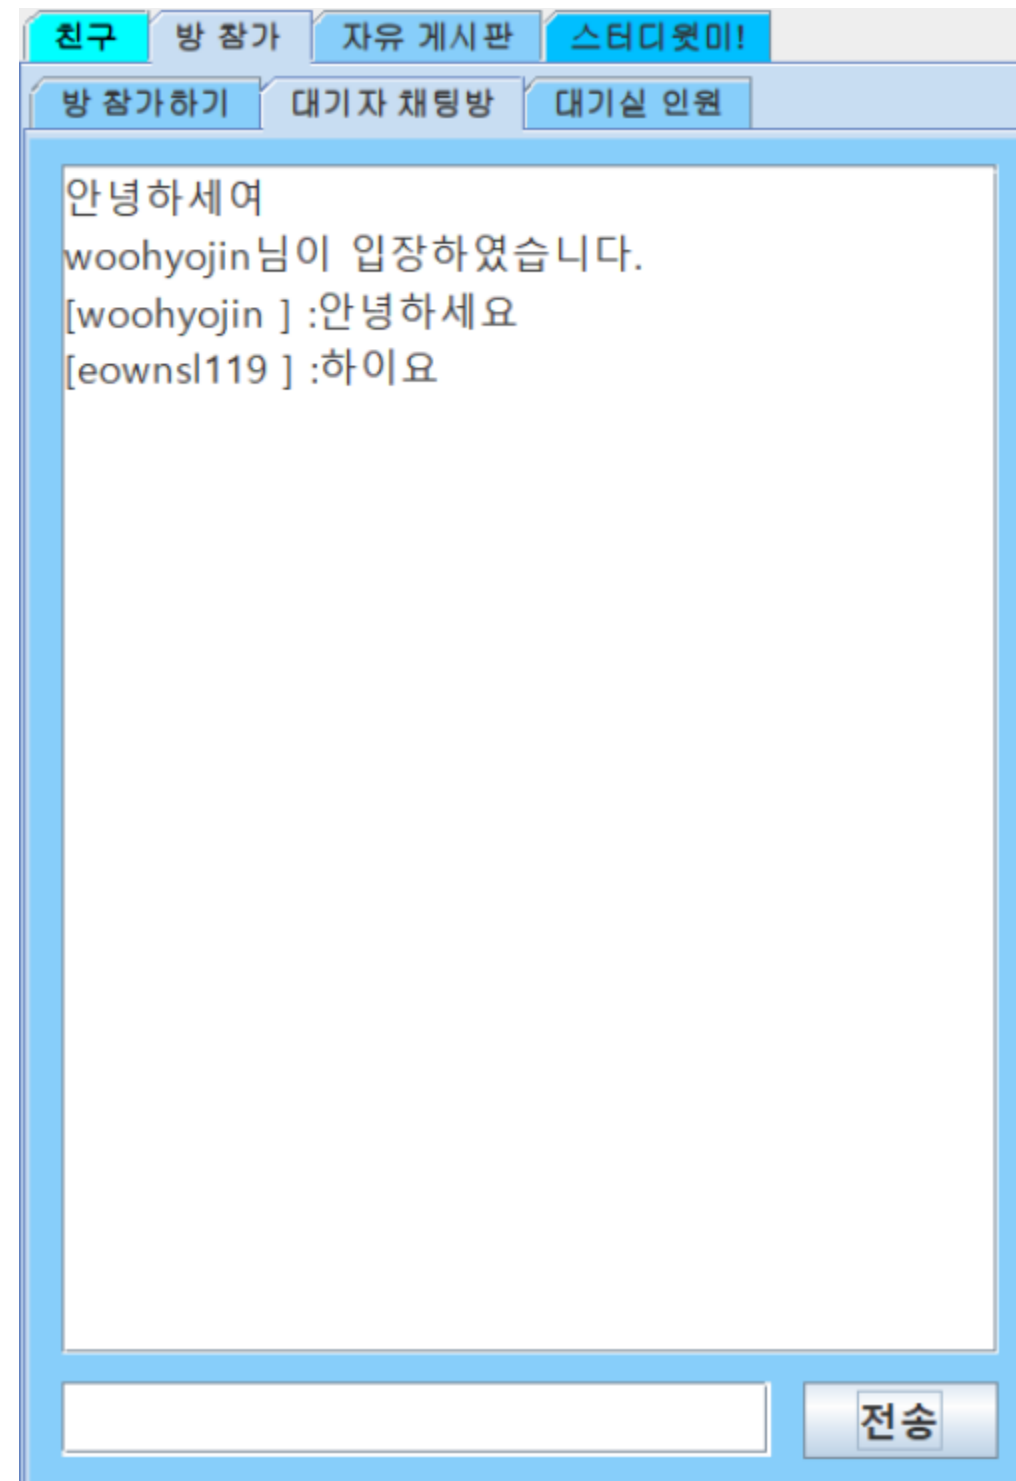 친구 방 참가 자유 게시판 스터디윗미!
방 참가하기 대기자 채팅방 대기실 인원
안녕하세여
woohyojin님이 입장하였습니다.
[woohyojin ] :안녕하세요
[eownsl119 ] :하이요
전송